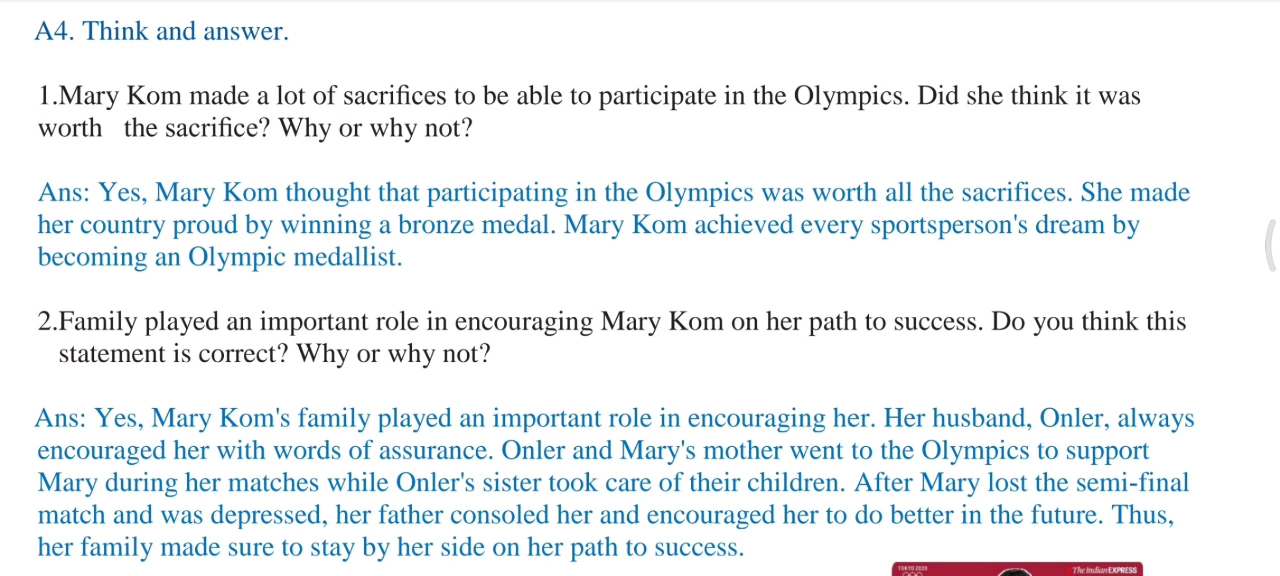 A4. Think and answer.
1.Mary Kom made a lot of sacrifices to be able to participate in the Olympics. Did she think it was
worth the sacrifice? Why or why not?
Ans: Yes, Mary Kom thought that participating in the Olympics was worth all the sacrifices. She made
her country proud by winning a bronze medal. Mary Kom achieved every sportsperson's dream by
becoming an Olympic medallist.
2.Family played an important role in encouraging Mary Kom on her path to success. Do you think this
statement is correct? Why or why not?
Ans: Yes, Mary Kom's family played an important role in encouraging her. Her husband, Onler, always
encouraged her with words of assurance. Onler and Mary's mother went to the Olympics to support
Mary during her matches while Onler's sister took care of their children. After Mary lost the semi-final
match and was depressed, her father consoled her and encouraged her to do better in the future. Thus,
her family made sure to stay by her side on her path to success.
TOKYO 2020
The Indian EXPRESS